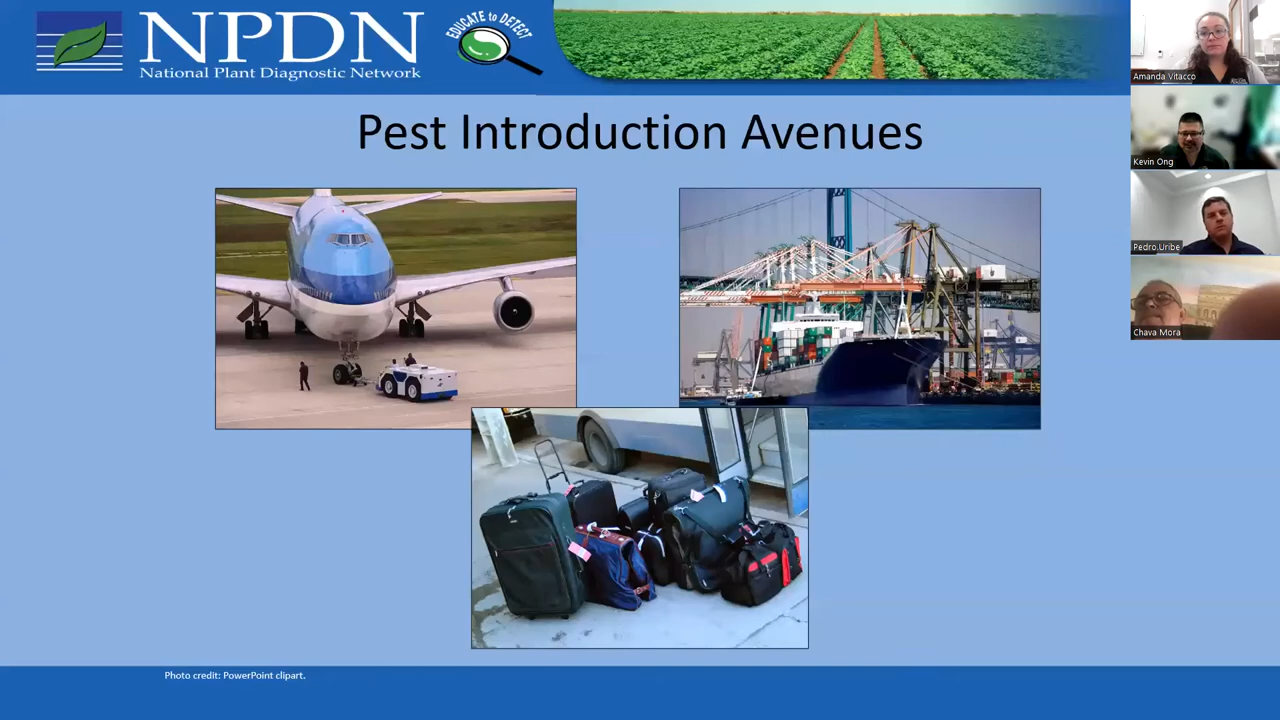 NPDN
National Plant Diagnostic Network
EDUCATE to DETECT
Pest Introduction Avenues
Amanda Vitacco
Kevin Ong
Pedro.Uribe
Chava Mora
Photo credit: PowerPoint clipart.